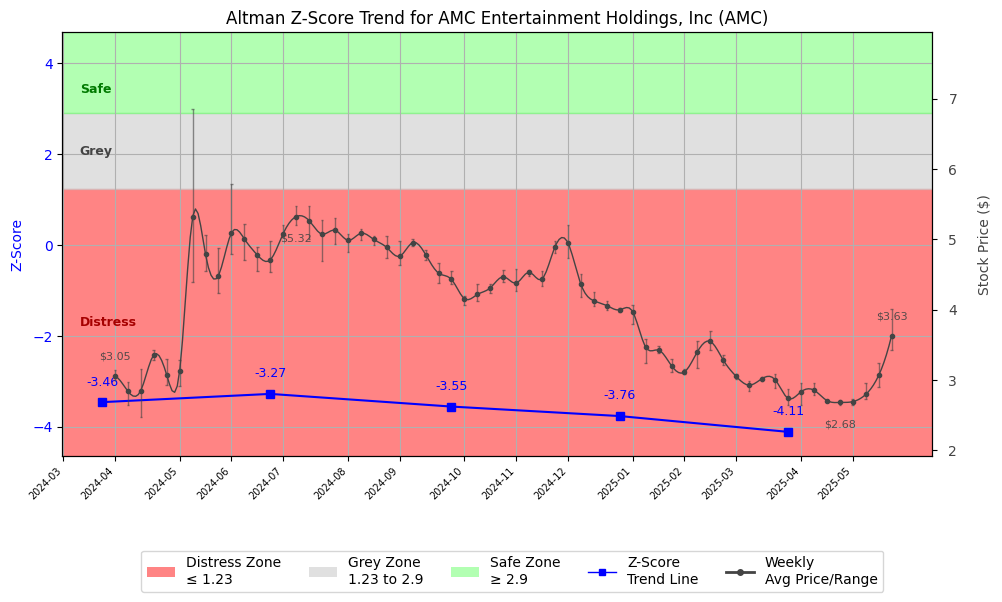 Altman Z-Score Trend for AMC Entertainment Holdings, Inc (AMC)
Z-Score
4
2
0
−2
−4
Safe
Grey
Distress
$3.05
$5.32
$2.68
$3.63
-3.46
-3.27
-3.55
-3.76
-4.11
7
6
5
4
3
2
Stock Price ($)
2024-03
2024-04
2024-05
2024-06
2024-07
2024-08
2024-09
2024-10
2024-11
2024-12
2025-01
2025-02
2025-03
2025-04
2025-05
Distress Zone
≤ 1.23
Grey Zone
1.23 to 2.9
Safe Zone
≥ 2.9
Z-Score
Trend Line
Weekly
Avg Price/Range